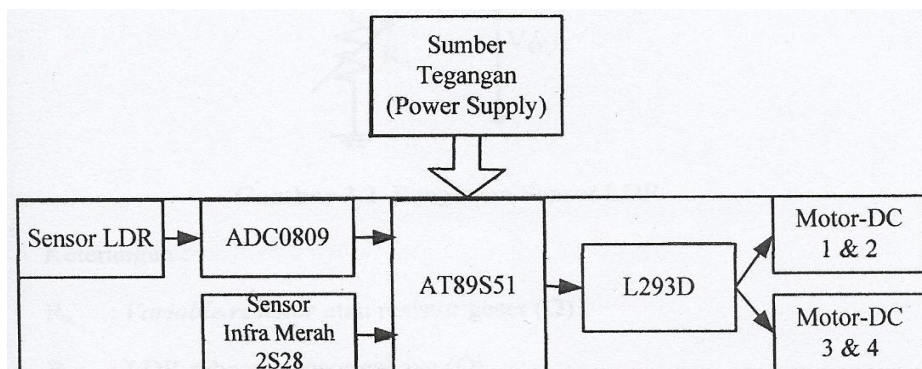 Sumber
Tegangan
(Power Supply)
Sensor LDR
ADC0809
AT89S51
L293D
Motor-DC
1 & 2
Sensor
Infra Merah
2S28
Motor-DC
3 & 4